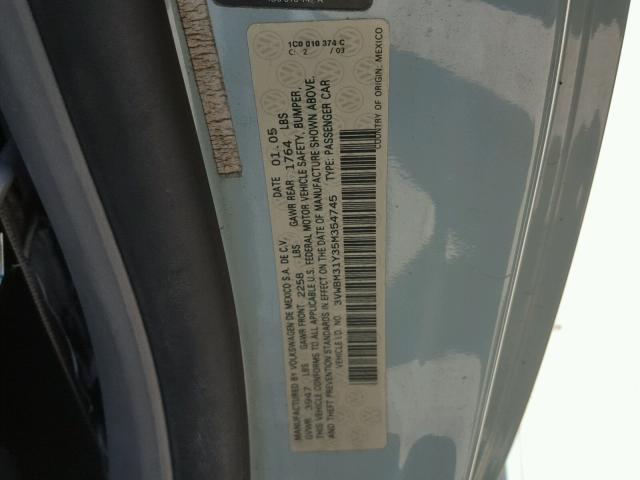 1C0 010 374 C
MANUFACTURED BY VOLKSWAGEN DE MEXICO S.A. DE C.V. DATE 01.05
GVWR 3947 LBS GAWR FRONT 2258 LBS GAWR REAR 1764 LBS
THIS VEHICLE CONFORMS TO ALL APPLICABLE U.S. FEDERAL MOTOR VEHICLE SAFETY, BUMPER,
AND THEFT PREVENTION STANDARDS IN EFFECT ON THE DATE OF MANUFACTURE SHOWN ABOVE.
VEHICLE I.D. NO. 3VWBM31Y35M354745 TYPE: PASSENGER CAR
COUNTRY OF ORIGIN: MEXICO